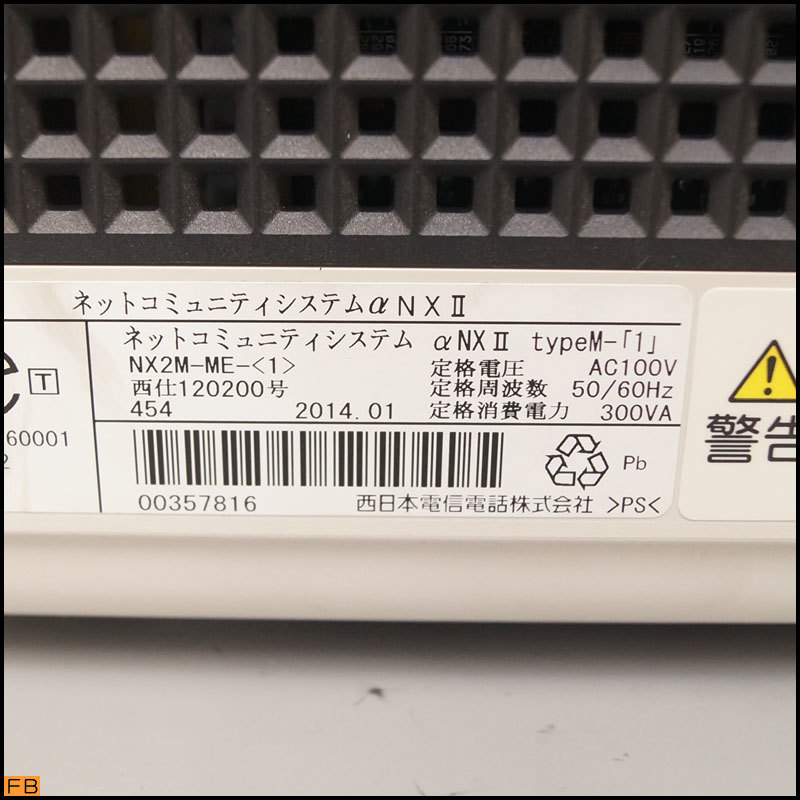 ネットコミュニティシステムαNXⅡ
ネットコミュニティシステム αNXⅡ typeM-「1」
NX2M-ME-<1>
定格電圧 AC100V
西仕120200号
定格周波数 50/60Hz
454 2014.01
定格消費電力 300VA
T
60001
2
Pb
00357816
西日本電信電話株式会社 >PS<
警告
FB